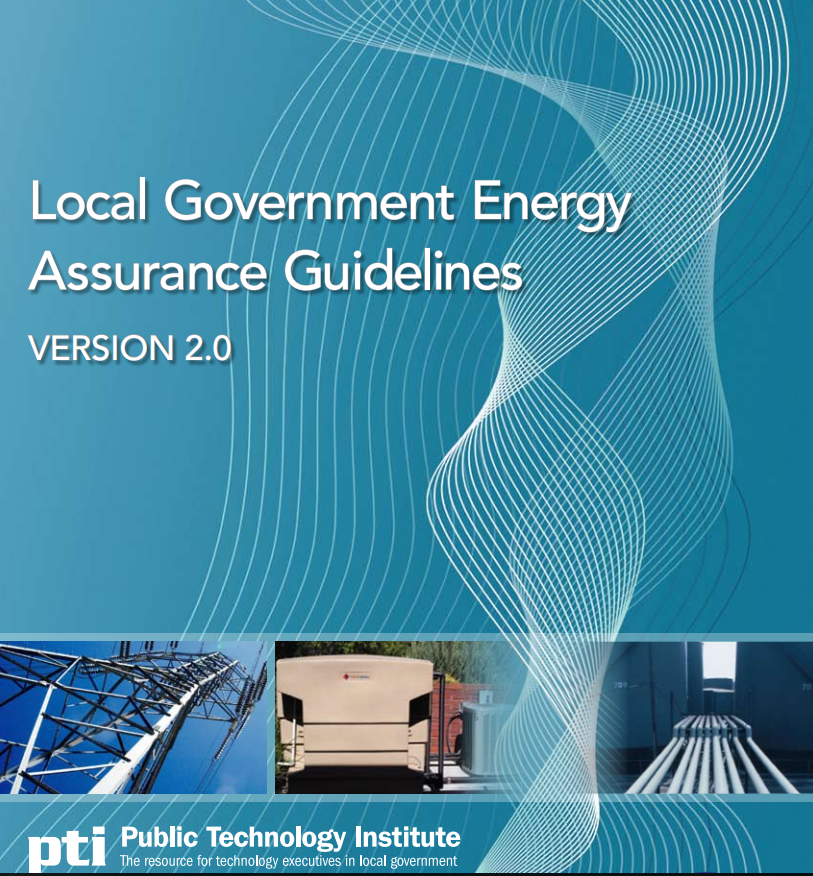 Local Government Energy
Assurance Guidelines
VERSION 2.0
pti Public Technology Institute
The resource for technology executives in local government